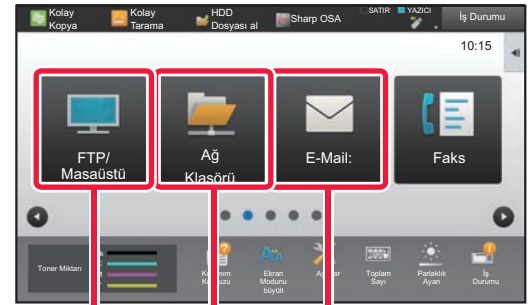 Kolay
Kopya
Kolay
Tarama
HDD
Dosyası al
Sharp OSA
SATIR
YAZICI
İş Durumu
10:15
FTP/
Masaüstü
Ağ
Klasörü
E-Mail:
Faks
Toner Miktarı
Ekran
Modunu
büyült
Toplam
Sayı
Parlaklık
Ayarı
İş
Durumu